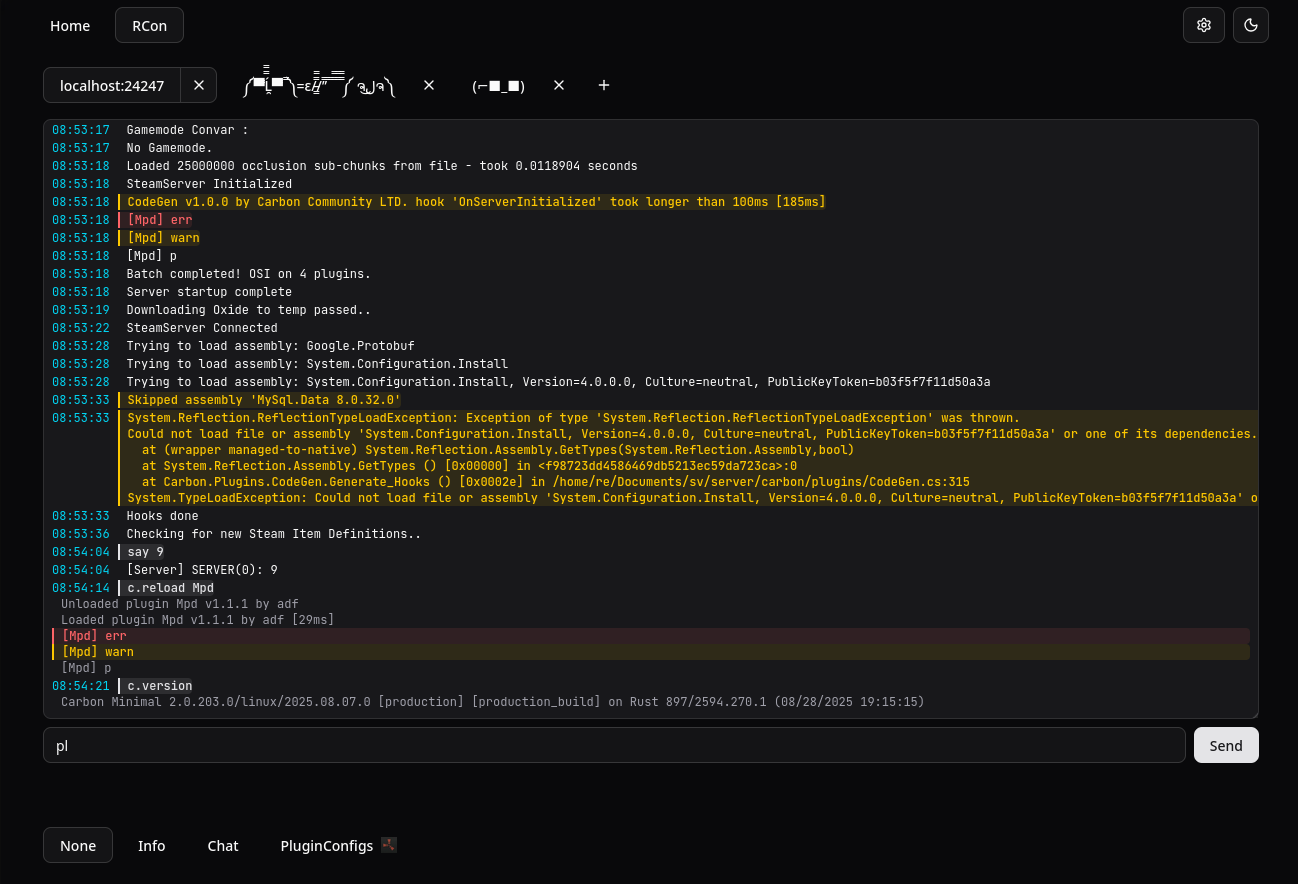 Home RCon
localhost:24247 (⌐■_■) +
08:53:17 Gamemode Convar :
08:53:17 No Gamemode.
08:53:18 Loaded 25000000 occlusion sub-chunks from file - took 0.0118904 seconds
08:53:18 SteamServer Initialized
08:53:18 CodeGen v1.0.0 by Carbon Community LTD. hook 'OnServerInitialized' took longer than 100ms [185ms]
08:53:18 [Mpd] err
08:53:18 [Mpd] warn
08:53:18 [Mpd] p
08:53:18 Batch completed! OSI on 4 plugins.
08:53:18 Server startup complete
08:53:19 Downloading Oxide to temp passed..
08:53:22 SteamServer Connected
08:53:28 Trying to load assembly: Google.Protobuf
08:53:28 Trying to load assembly: System.Configuration.Install
08:53:28 Trying to load assembly: System.Configuration.Install, Version=4.0.0.0, Culture=neutral, PublicKeyToken=b03f5f7f11d50a3a
08:53:33 Skipped assembly 'MySql.Data 8.0.32.0'
08:53:33 System.Reflection.ReflectionTypeLoadException: Exception of type 'System.Reflection.ReflectionTypeLoadException' was thrown.
Could not load file or assembly 'System.Configuration.Install, Version=4.0.0.0, Culture=neutral, PublicKeyToken=b03f5f7f11d50a3a' or one of its dependencies.
at (wrapper managed-to-native) System.Reflection.Assembly.GetTypes(System.Reflection.Assembly,bool)
at System.Reflection.Assembly.GetTypes () [0x00000] in <f98723dd4586469db5213ec59da723ca>:0
at Carbon.Plugins.CodeGen.Generate_Hooks () [0x0002e] in /home/re/Documents/sv/server/carbon/plugins/CodeGen.cs:315
System.TypeLoadException: Could not load file or assembly 'System.Configuration.Install, Version=4.0.0.0, Culture=neutral, PublicKeyToken=b03f5f7f11d50a3a' o
08:53:33 Hooks done
08:53:36 Checking for new Steam Item Definitions..
08:54:04 say 9
08:54:04 [Server] SERVER(0): 9
08:54:14 c.reload Mpd
Unloaded plugin Mpd v1.1.1 by adf
Loaded plugin Mpd v1.1.1 by adf [29ms]
[Mpd] err
[Mpd] warn
[Mpd] p
08:54:21 c.version
Carbon Minimal 2.0.203.0/linux/2025.08.07.0 [production] [production_build] on Rust 897/2594.270.1 (08/28/2025 19:15:15)
pl Send
None Info Chat PluginConfigs